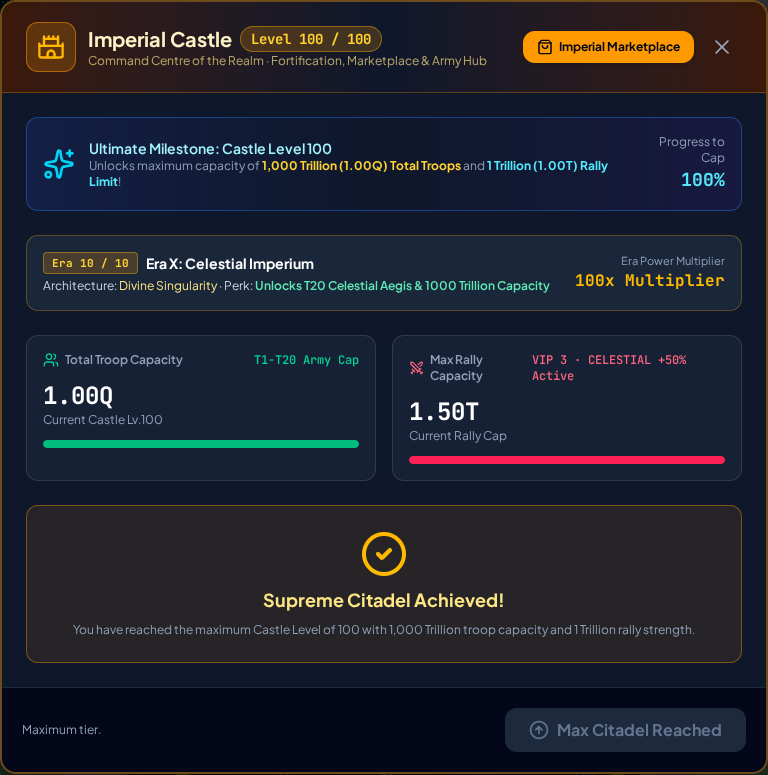 Imperial Castle
Level 100 / 100
Command Centre of the Realm · Fortification, Marketplace & Army Hub
Imperial Marketplace
Ultimate Milestone: Castle Level 100
Unlocks maximum capacity of 1,000 Trillion (1.00Q) Total Troops and 1 Trillion (1.00T) Rally
Limit!
Progress to
Cap
100%
Era 10 / 10
Era X: Celestial Imperium
Architecture: Divine Singularity · Perk: Unlocks T20 Celestial Aegis & 1000 Trillion Capacity
Era Power Multiplier
100x Multiplier
Total Troop Capacity
T1-T20 Army Cap
1.00Q
Current Castle Lv.100
Max Rally
Capacity
VIP 3 · CELESTIAL +50%
Active
1.50T
Current Rally Cap
Supreme Citadel Achieved!
You have reached the maximum Castle Level of 100 with 1,000 Trillion troop capacity and 1 Trillion rally strength.
Maximum tier.
Max Citadel Reached